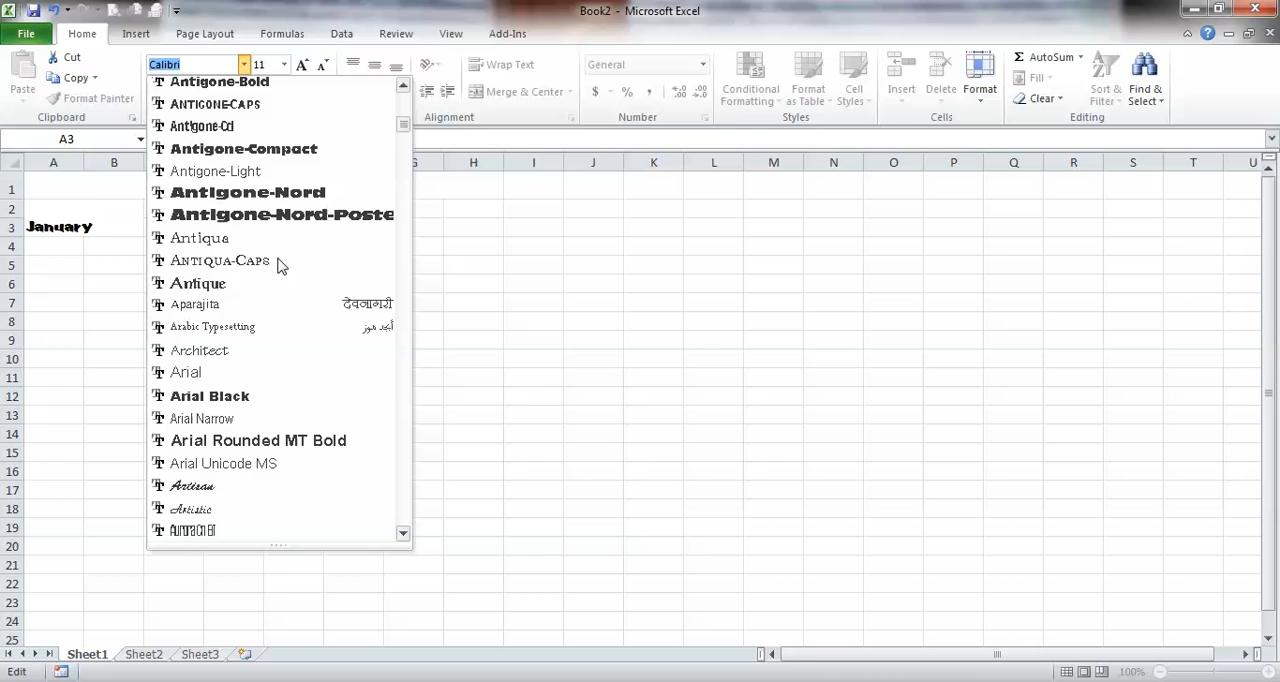 Book2 - Microsoft Excel
File Home Insert Page Layout Formulas Data Review View Add-Ins
Paste
Cut
Copy
Format Painter
Clipboard
Calibri 11
Wrap Text
Merge & Center
Alignment
General
$ % ,
Number
Conditional Formatting
Format as Table
Cell Styles
Styles
Insert Delete Format
Cells
Σ AutoSum
Fill
Clear
Sort & Filter
Find & Select
Editing
A3
Antigone-Bold
ANTIGONE-CAPS
Antigone-Cd
Antigone-Compact
Antigone-Light
Antigone-Nord
Antigone-Nord-Poste
Antiqua
ANTIQUA-CAPS
Antique
Aparajita देवनागरी
Arabic Typesetting أبجد هوز
Architect
Arial
Arial Black
Arial Narrow
Arial Rounded MT Bold
Arial Unicode MS
Artisan
Artistic
A B G H I J K L M N O P Q R S T U
1
2
3 January
4
5
6
7
8
9
10
11
12
13
14
15
16
17
18
19
20
21
22
23
24
25
Sheet1 Sheet2 Sheet3
Edit 100%